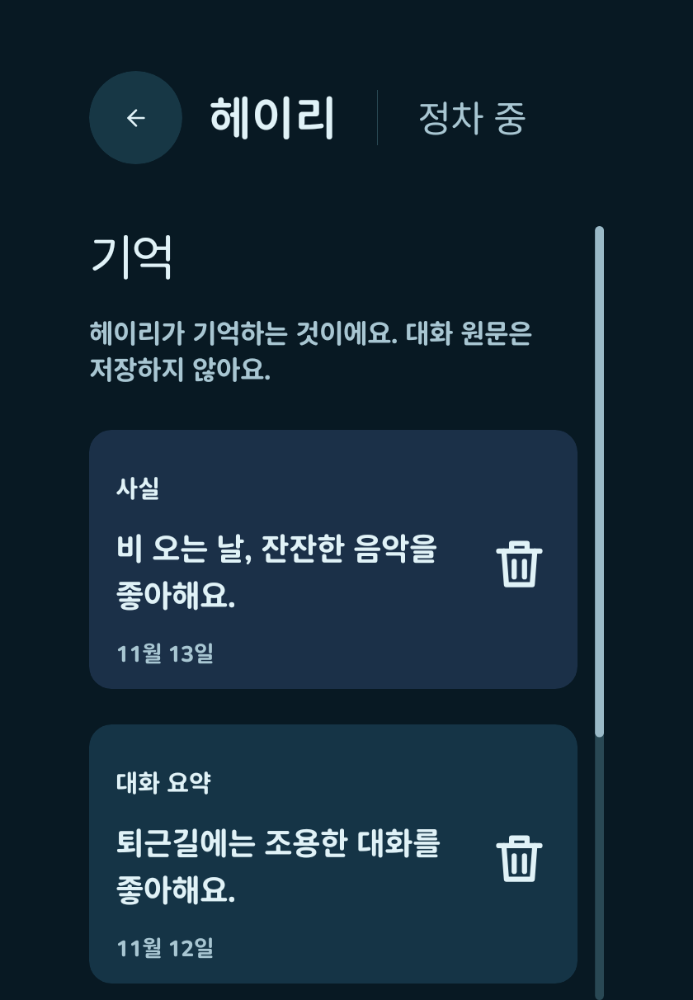 헤이리
정차 중
기억
헤이리가 기억하는 것이에요. 대화 원문은
저장하지 않아요.
사실
비 오는 날, 잔잔한 음악을
좋아해요.
11월 13일
대화 요약
퇴근길에는 조용한 대화를
좋아해요.
11월 12일